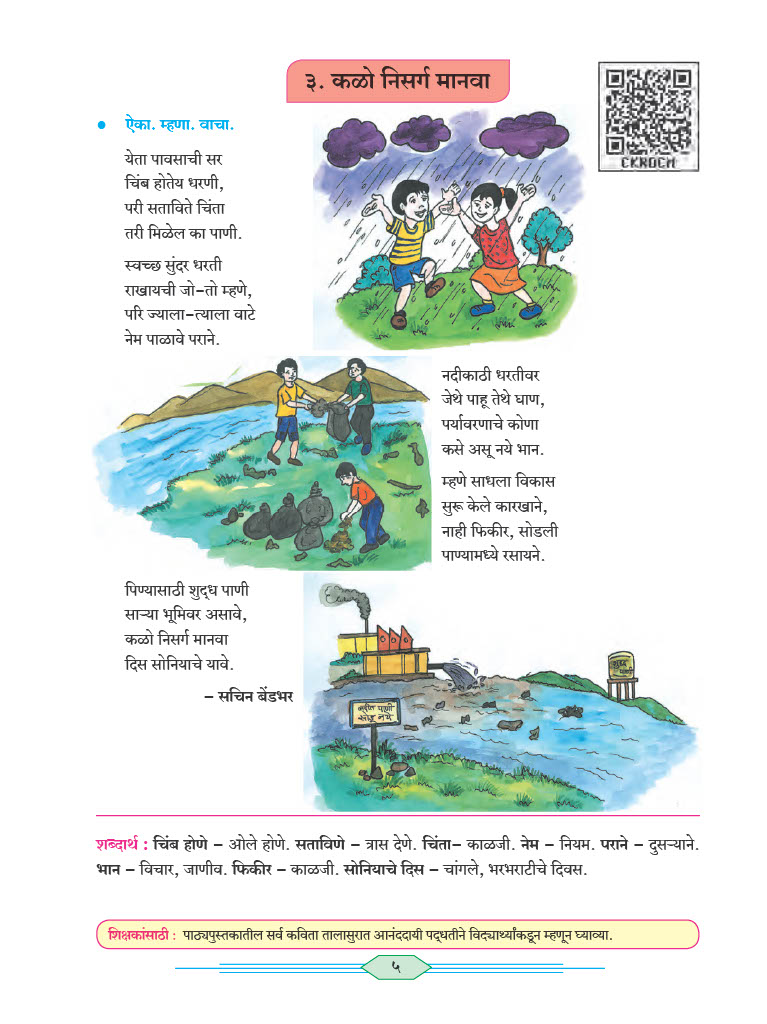 ३. कळो निसर्ग मानवा
CKRDCM
● ऐका. म्हणा. वाचा.
येता पावसाची सर
चिंब होतेय धरणी,
परी सताविते चिंता
तरी मिळेल का पाणी.
स्वच्छ सुंदर धरती
राखायची जो-तो म्हणे,
परि ज्याला-त्याला वाटे
नेम पाळावे पराने.
नदीकाठी धरतीवर
जेथे पाहू तेथे घाण,
पर्यावरणाचे कोणा
कसे असू नये भान.
म्हणे साधला विकास
सुरू केले कारखाने,
नाही फिकीर, सोडली
पाण्यामध्ये रसायने.
पिण्यासाठी शुद्ध पाणी
साऱ्या भूमिवर असावे,
कळो निसर्ग मानवा
दिस सोनियाचे यावे.
– सचिन बेंडभर
शुद्ध
पाणी
पाणी
सोडू नये
शब्दार्थ : चिंब होणे – ओले होणे. सताविणे – त्रास देणे. चिंता– काळजी. नेम – नियम. पराने – दुसऱ्याने.
भान – विचार, जाणीव. फिकीर – काळजी. सोनियाचे दिस – चांगले, भरभराटीचे दिवस.
शिक्षकांसाठी : पाठ्यपुस्तकातील सर्व कविता तालासुरात आनंददायी पद्धतीने विद्यार्थ्यांकडून म्हणून घ्याव्या.
५